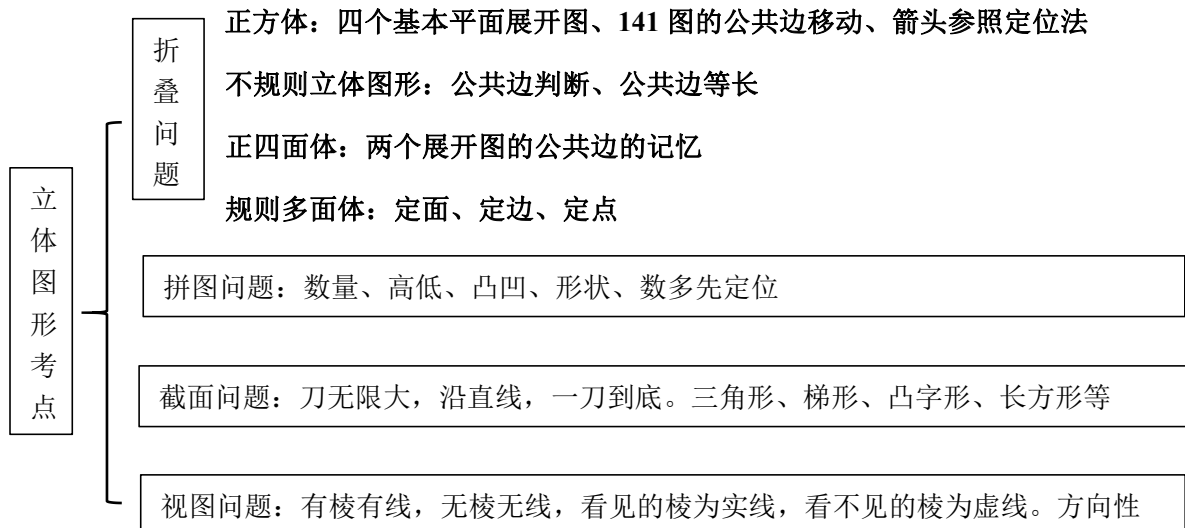 立体图形考点
折叠问题
正方体：四个基本平面展开图、141 图的公共边移动、箭头参照定位法
不规则立体图形：公共边判断、公共边等长
正四面体：两个展开图的公共边的记忆
规则多面体：定面、定边、定点
拼图问题：数量、高低、凸凹、形状、数多先定位
截面问题：刀无限大，沿直线，一刀到底。三角形、梯形、凸字形、长方形等
视图问题：有棱有线，无棱无线，看见的棱为实线，看不见的棱为虚线。方向性